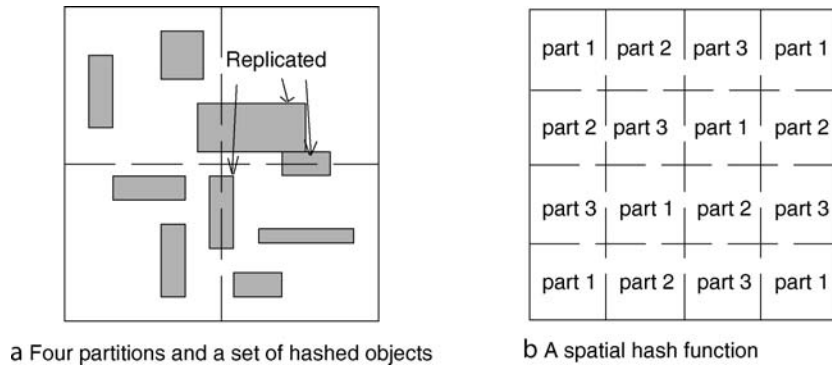 Replicated
part 1 part 2 part 3 part 1
part 2 part 3 part 1 part 2
part 3 part 1 part 2 part 3
part 1 part 2 part 3 part 1
a Four partitions and a set of hashed objects
b A spatial hash function